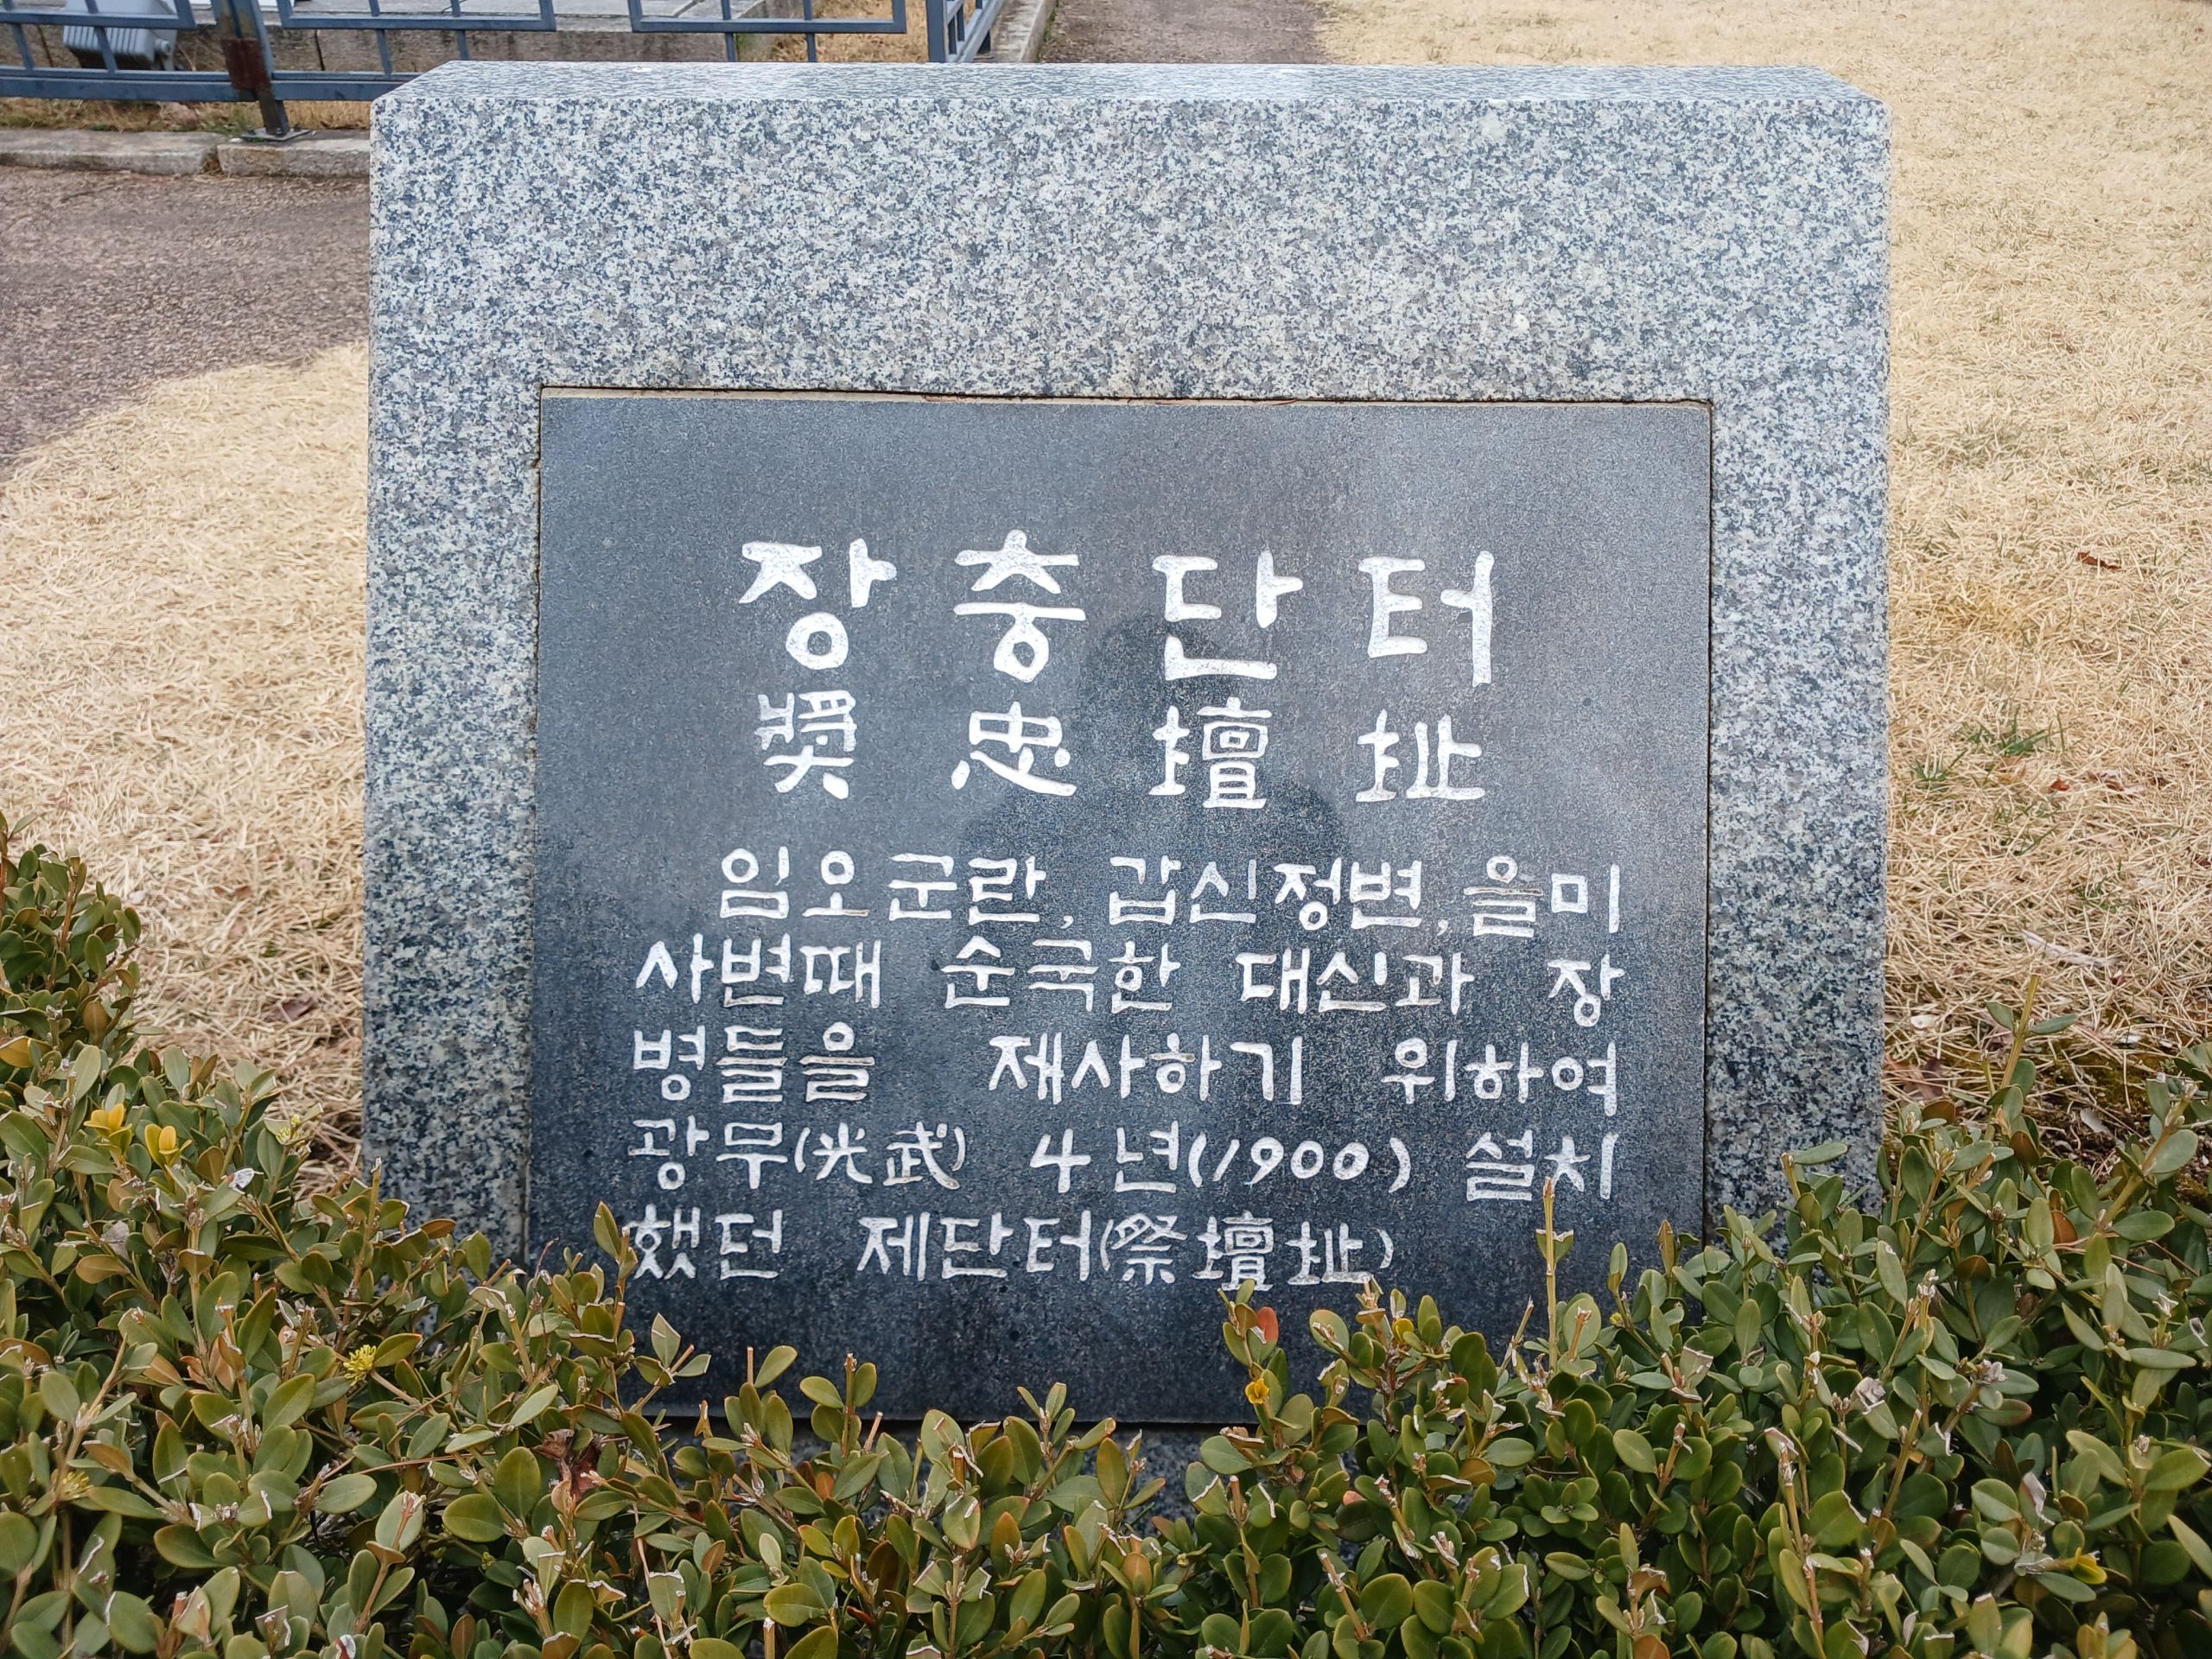 장충단터
奬忠壇址
임오군란, 갑신정변, 을미
사변때 순국한 대신과 장
병들을 제사하기 위하여
광무(光武) 4년(1900) 설치
했던 제단터(祭壇址)